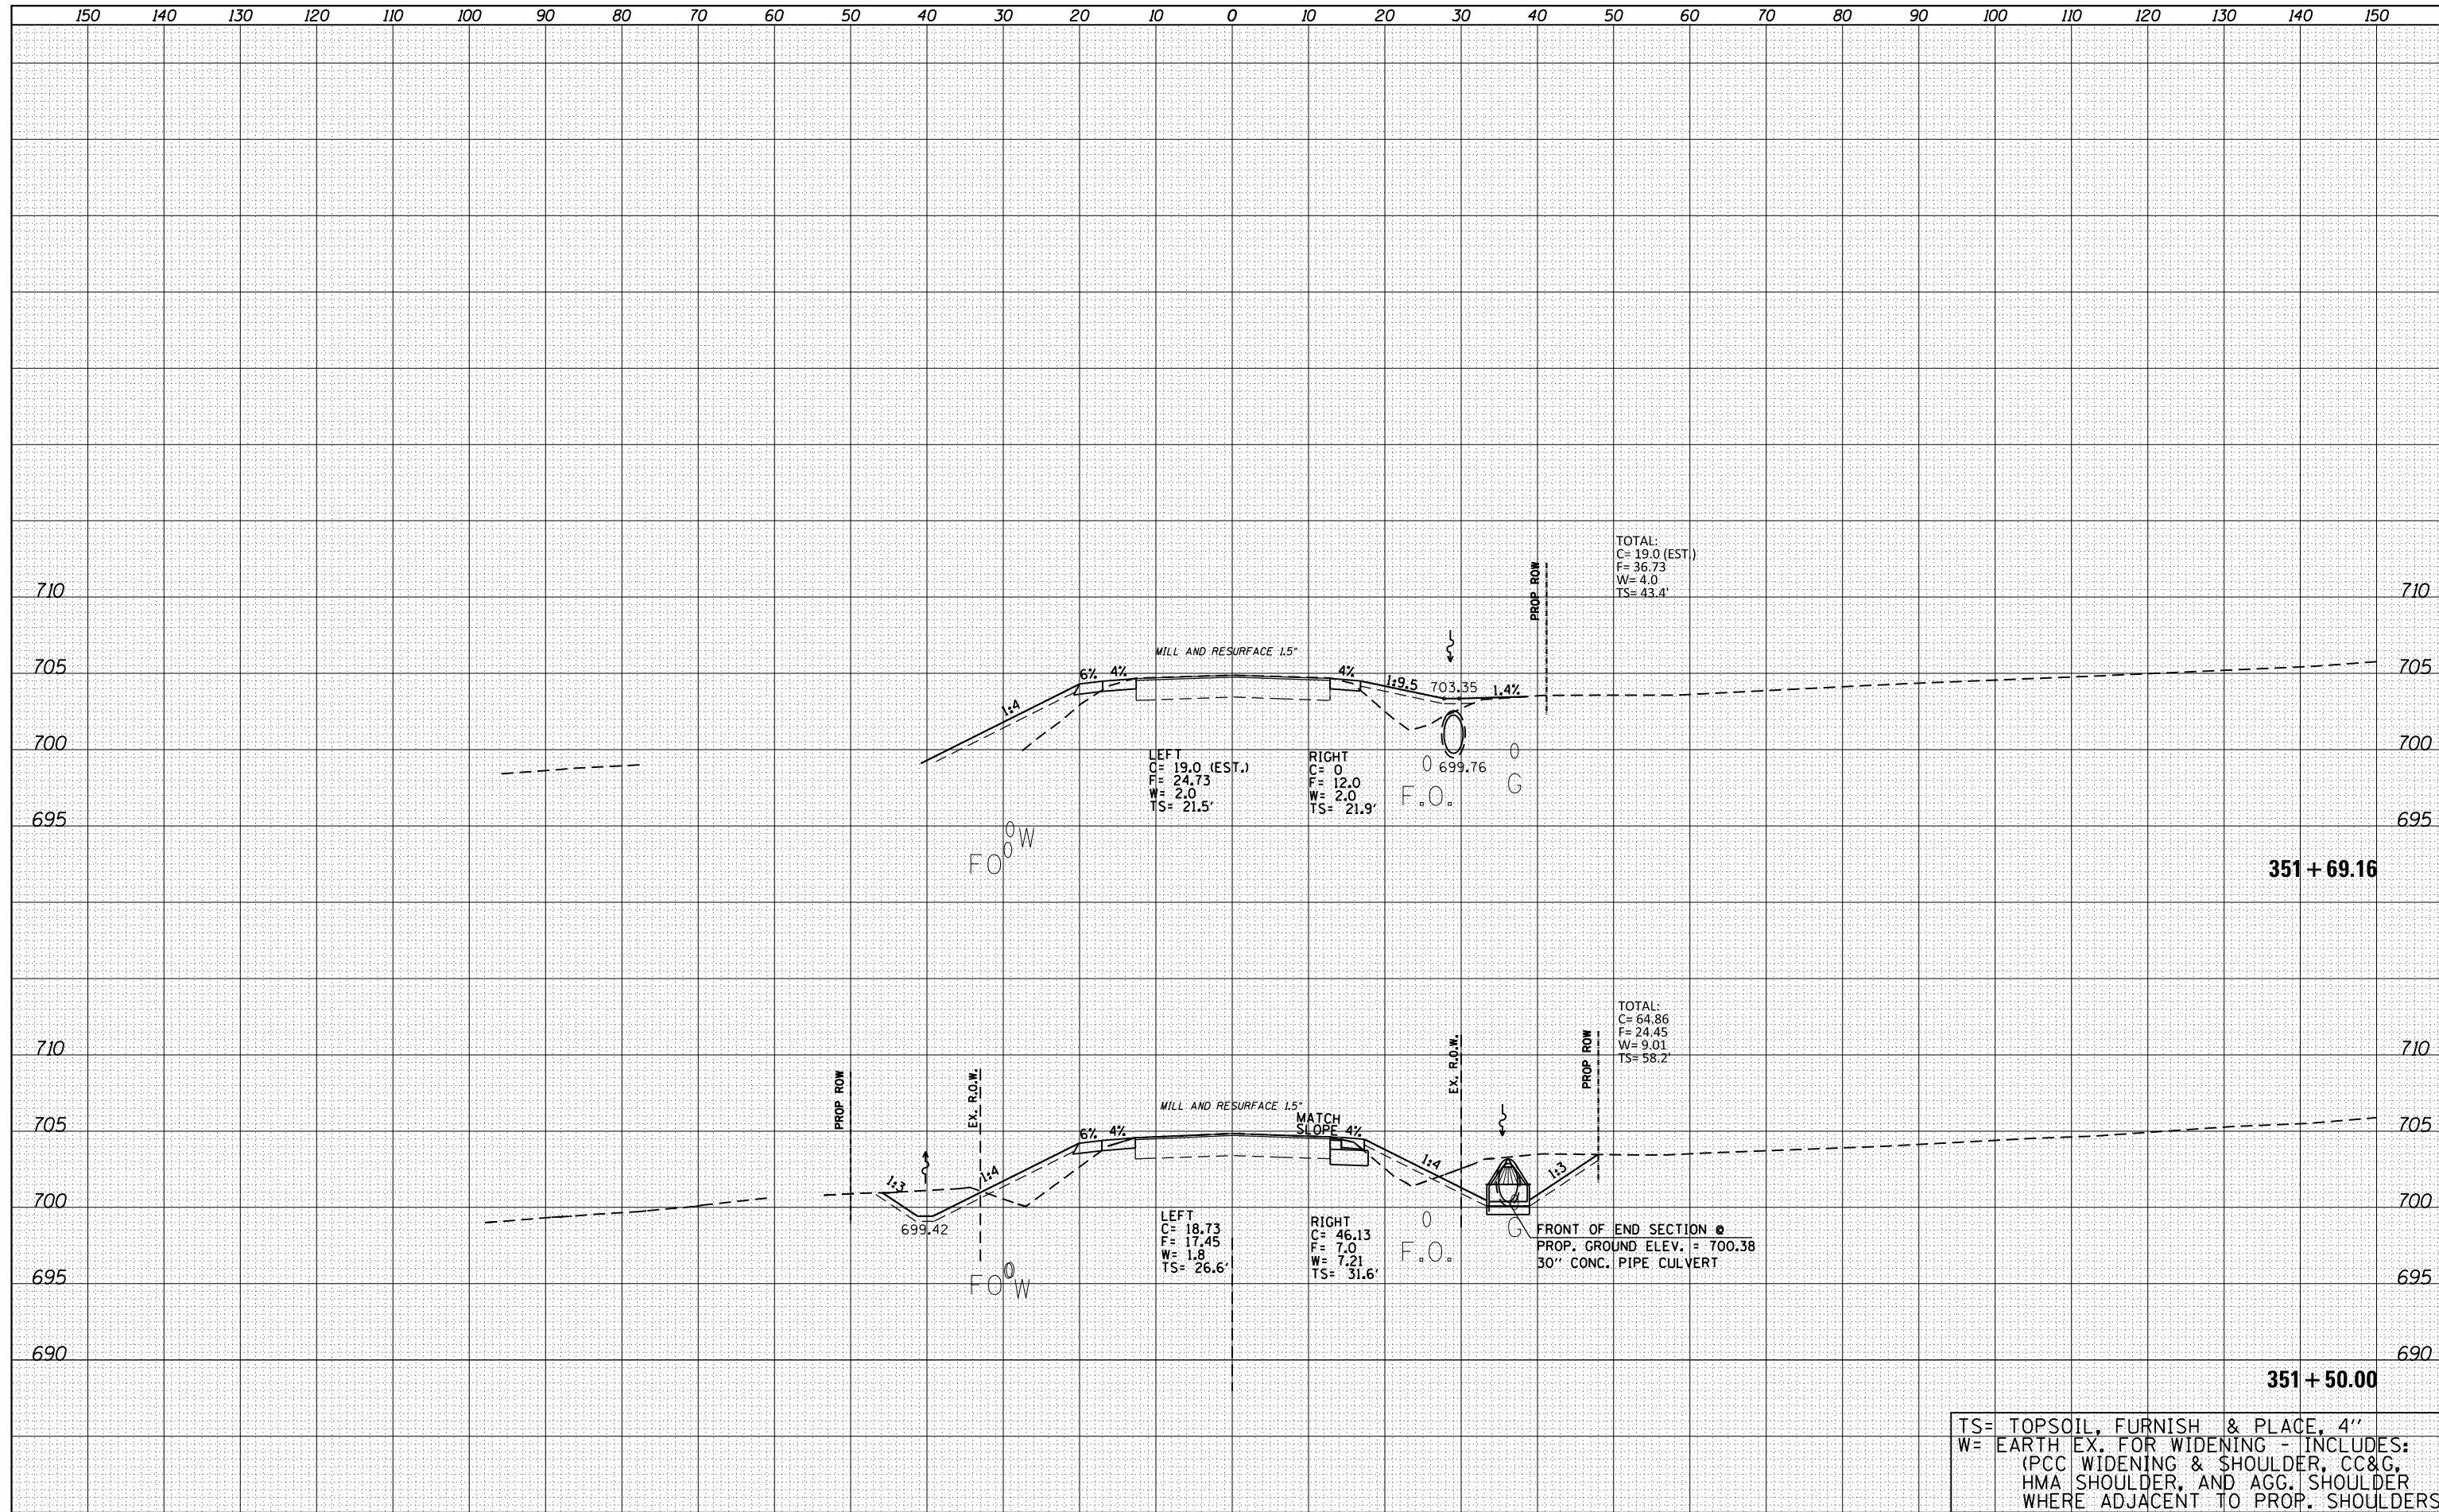 150 140 130 120 110 100 90 80 70 60 50 40 30 20 10 0 10 20 30 40 50 60 70 80 90 100 110 120 130 140 150
TOTAL:
C= 19.0 (EST.)
F= 36.73
W= 4.0
TS= 43.4'
PROP ROW
710 710
MILL AND RESURFACE 1.5"
705 705
6% 4% 4% 1:9.5 703.35 1.4%
1:4
700 700
LEFT
C= 19.0 (EST.)
F= 24.73
W= 2.0
TS= 21.5'
RIGHT
C= 0
F= 12.0
W= 2.0
TS= 21.9'
0 699.76
F.O.
0
G
695 695
0 W
FO 0
351+69.16
TOTAL:
C= 64.86
F= 24.45
W= 9.01
TS= 58.2'
710 710
PROP ROW
EX. R.O.W.
EX. R.O.W.
PROP ROW
MILL AND RESURFACE 1.5"
705 705
6% 4%
MATCH
SLOPE 4%
1:3 1:4 1:4 1:3
700 700
699.42
LEFT
C= 18.73
F= 17.45
W= 1.8
TS= 26.6'
RIGHT
C= 46.13
F= 7.0
W= 7.21
TS= 31.6'
0
F.O.
0
G
FRONT OF END SECTION @
PROP. GROUND ELEV. = 700.38
30" CONC. PIPE CULVERT
695 695
FO 0 W
690 690
351+50.00
TS= TOPSOIL, FURNISH & PLACE, 4"
W= EARTH EX. FOR WIDENING - INCLUDES:
(PCC WIDENING & SHOULDER, CC&G,
HMA SHOULDER, AND AGG. SHOULDER
WHERE ADJACENT TO PROP. SHOULDERS